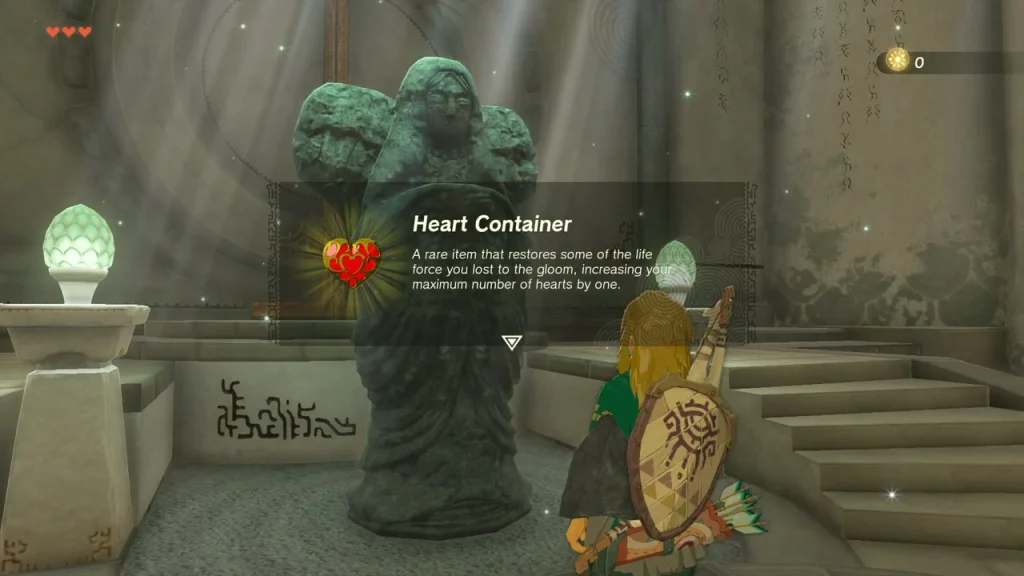 0
Heart Container
A rare item that restores some of the life
force you lost to the gloom, increasing your
maximum number of hearts by one.